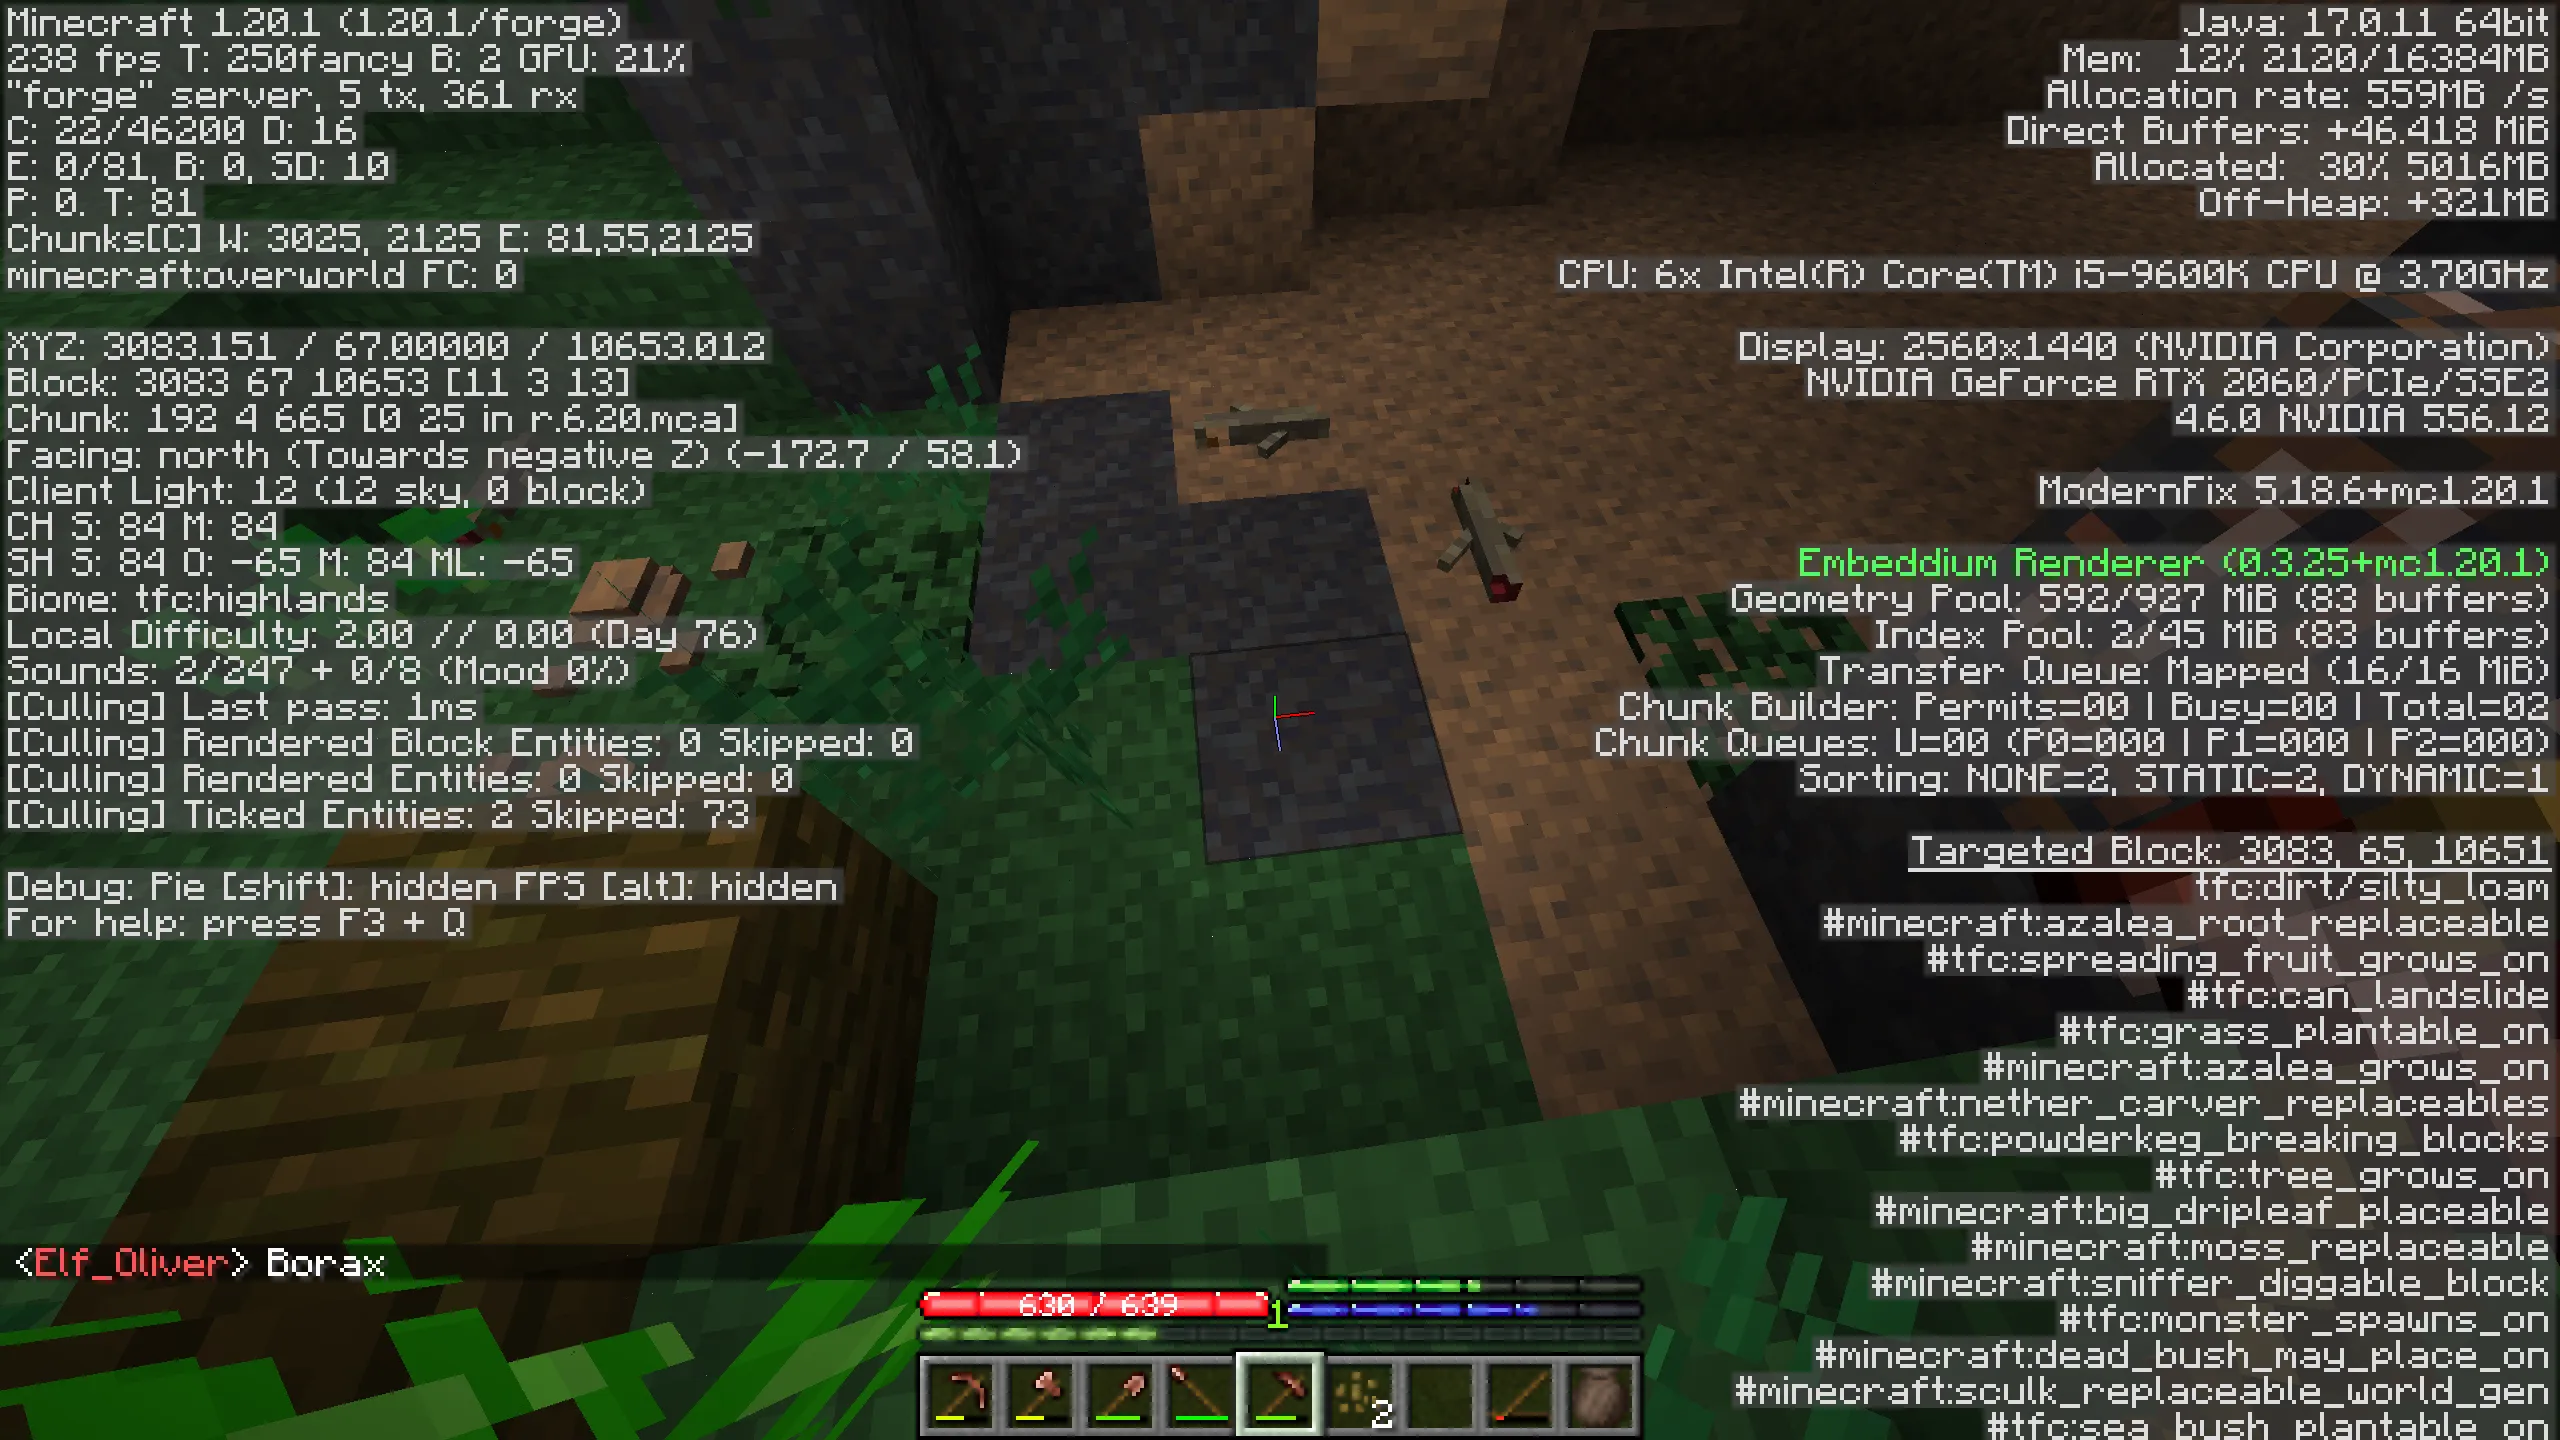 Minecraft 1.20.1 (1.20.1/forge)
238 fps T: 250fancy B: 2 GPU: 21%
"forge" server, 5 tx, 361 rx
C: 22/46200 D: 16
E: 0/81, B: 0, SD: 10
P: 0. T: 81
Chunks[C] W: 3025, 2125 E: 81,55,2125
minecraft:overworld FC: 0
XYZ: 3083.151 / 67.00000 / 10653.012
Block: 3083 67 10653 [11 3 13]
Chunk: 192 4 665 [0 25 in r.6.20.mca]
Facing: north (Towards negative Z) (-172.7 / 58.1)
Client Light: 12 (12 sky, 0 block)
CH S: 84 M: 84
SH S: 84 O: -65 M: 84 ML: -65
Biome: tfc:highlands
Local Difficulty: 2.00 // 0.00 (Day 76)
Sounds: 2/247 + 0/8 (Mood 0%)
[Culling] Last pass: 1ms
[Culling] Rendered Block Entities: 0 Skipped: 0
[Culling] Rendered Entities: 0 Skipped: 0
[Culling] Ticked Entities: 2 Skipped: 73
Debug: Pie [shift]: hidden FPS [alt]: hidden
For help: press F3 + Q
Java: 17.0.11 64bit
Mem: 12% 2120/16384MB
Allocation rate: 559MB /s
Direct Buffers: +46.418 MiB
Allocated: 30% 5016MB
Off-Heap: +321MB
CPU: 6x Intel(R) Core(TM) i5-9600K CPU @ 3.70GHz
Display: 2560x1440 (NVIDIA Corporation)
NVIDIA GeForce RTX 2060/PCIe/SSE2
4.6.0 NVIDIA 556.12
ModernFix 5.18.6+mc1.20.1
Embeddium Renderer (0.3.25+mc1.20.1)
Geometry Pool: 592/927 MiB (83 buffers)
Index Pool: 2/45 MiB (83 buffers)
Transfer Queue: Mapped (16/16 MiB)
Chunk Builder: Permits=00 | Busy=00 | Total=02
Chunk Queues: U=00 (P0=000 | P1=000 | P2=000)
Sorting: NONE=2, STATIC=2, DYNAMIC=1
Targeted Block: 3083, 65, 10651
tfc:dirt/silty_loam
#minecraft:azalea_root_replaceable
#tfc:spreading_fruit_grows_on
#tfc:can_landslide
#tfc:grass_plantable_on
#minecraft:azalea_grows_on
#minecraft:nether_carver_replaceables
#tfc:powderkeg_breaking_blocks
#tfc:tree_grows_on
#minecraft:big_dripleaf_placeable
#minecraft:moss_replaceable
#minecraft:sniffer_diggable_block
#tfc:monster_spawns_on
#minecraft:dead_bush_may_place_on
#minecraft:sculk_replaceable_world_gen
#tfc:sea_bush_plantable_on
<Elf_Oliver> Borax
630 / 639
1
2